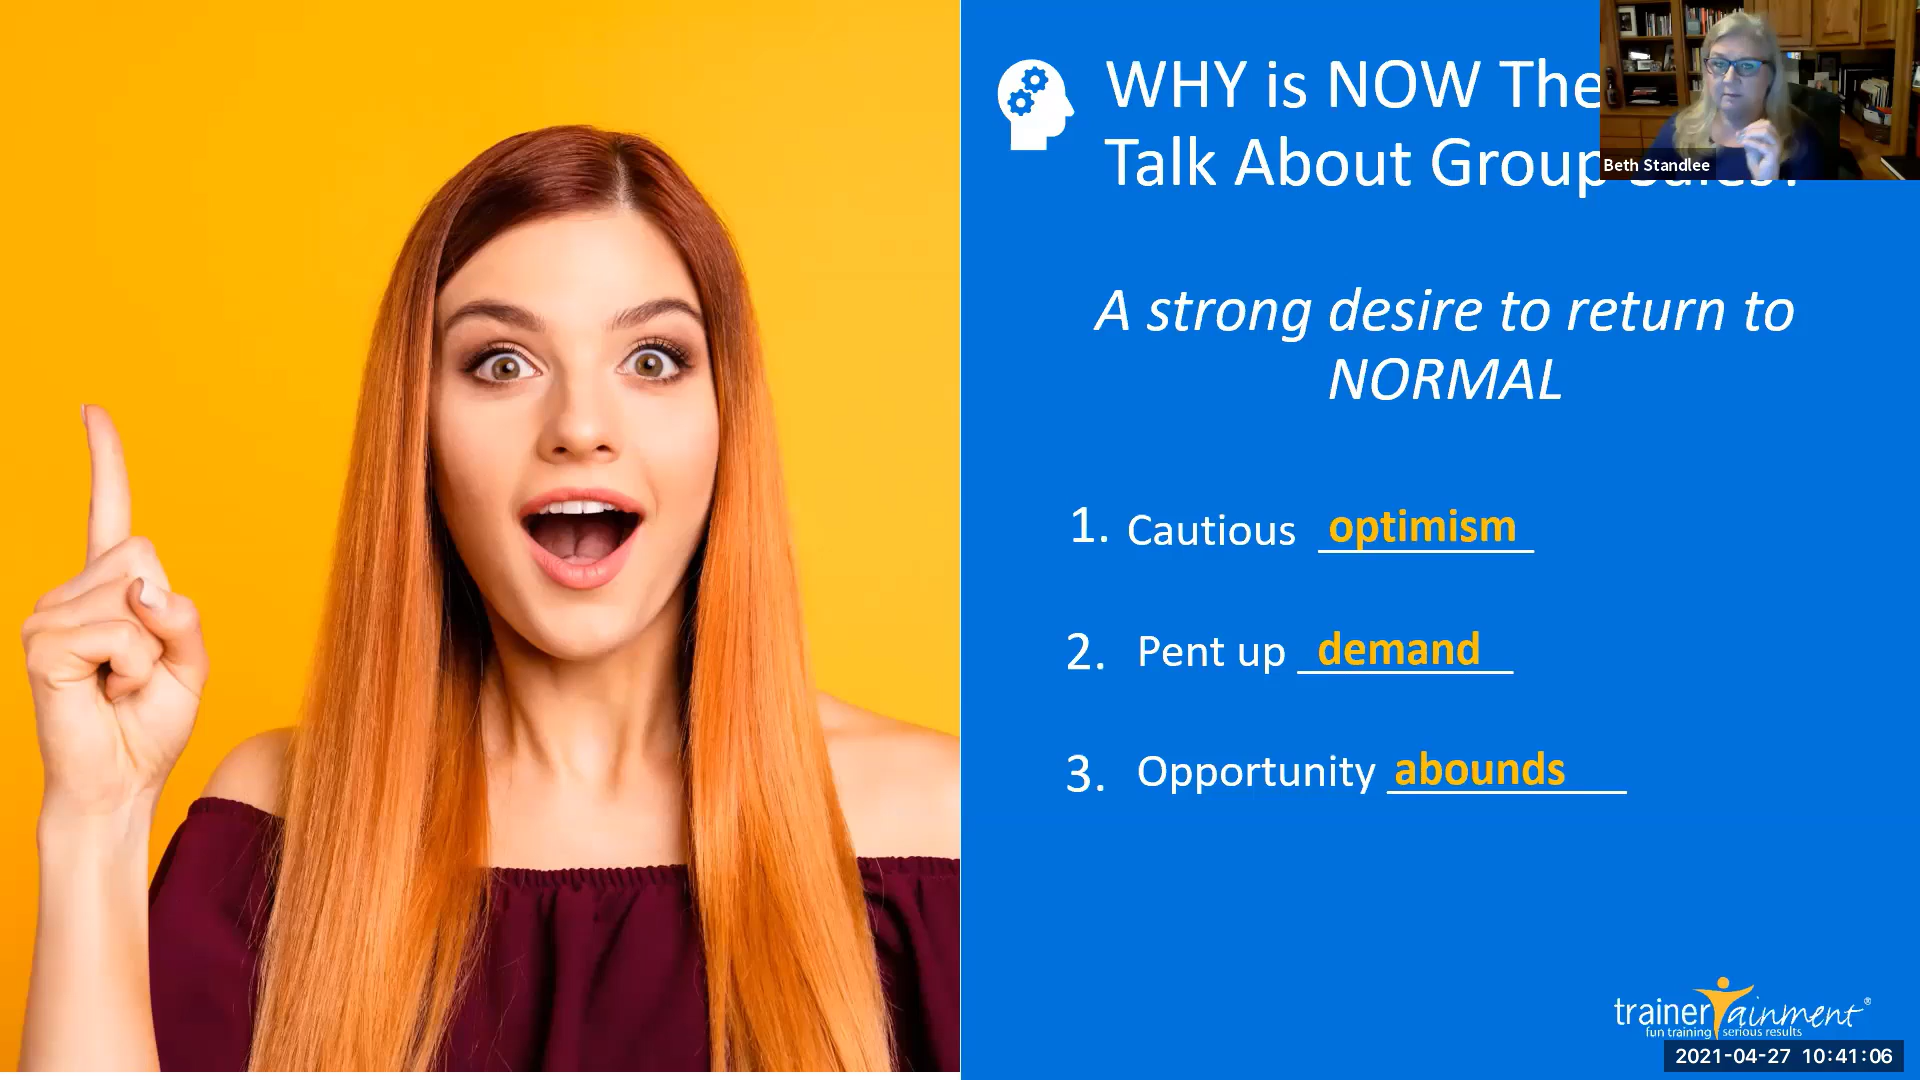 WHY is NOW The
Talk About Group
Beth Standlee
A strong desire to return to
NORMAL
1. Cautious optimism
2. Pent up demand
3. Opportunity abounds
trainerTainment®
fun training serious results
2021-04-27 10:41:06